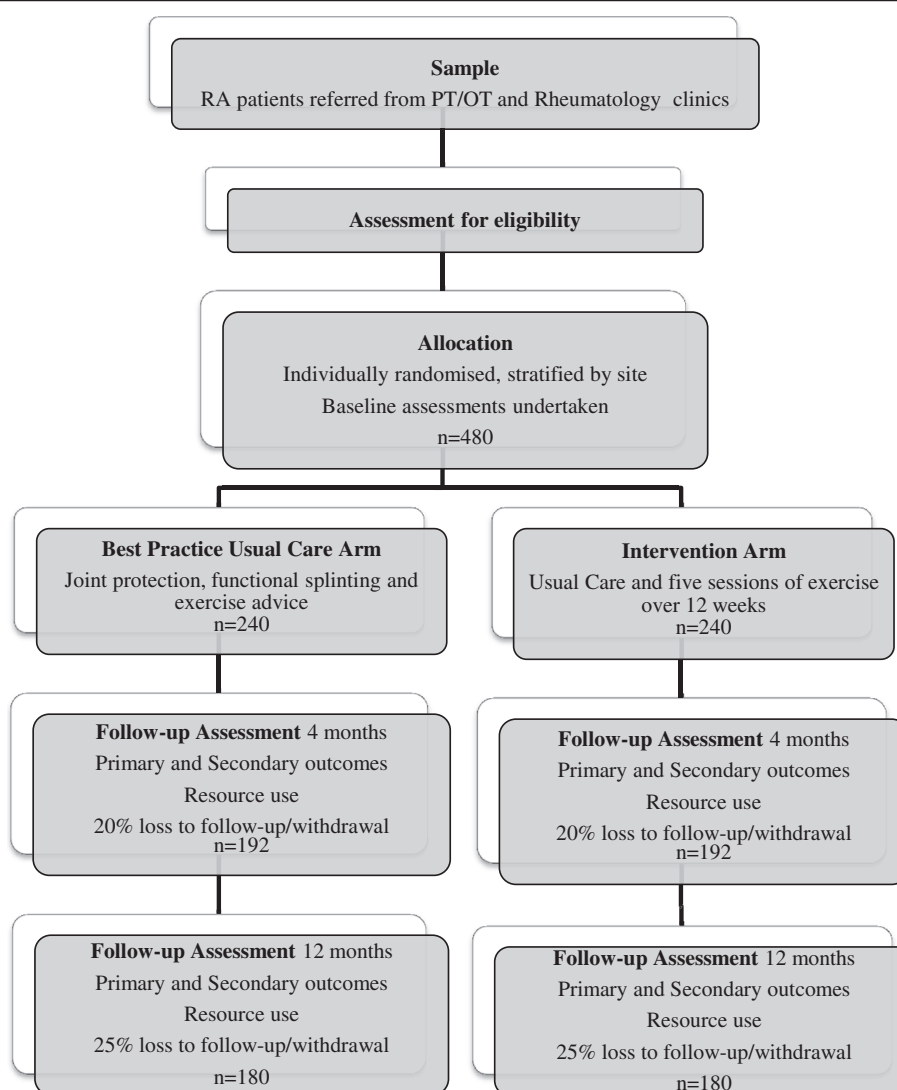 Sample
RA patients referred from PT/OT and Rheumatology clinics
Assessment for eligibility
Allocation
Individually randomised, stratified by site
Baseline assessments undertaken
n=480
Best Practice Usual Care Arm
Joint protection, functional splinting and
exercise advice
n=240
Intervention Arm
Usual Care and five sessions of exercise
over 12 weeks
n=240
Follow-up Assessment 4 months
Primary and Secondary outcomes
Resource use
20% loss to follow-up/withdrawal
n=192
Follow-up Assessment 4 months
Primary and Secondary outcomes
Resource use
20% loss to follow-up/withdrawal
n=192
Follow-up Assessment 12 months
Primary and Secondary outcomes
Resource use
25% loss to follow-up/withdrawal
n=180
Follow-up Assessment 12 months
Primary and Secondary outcomes
Resource use
25% loss to follow-up/withdrawal
n=180